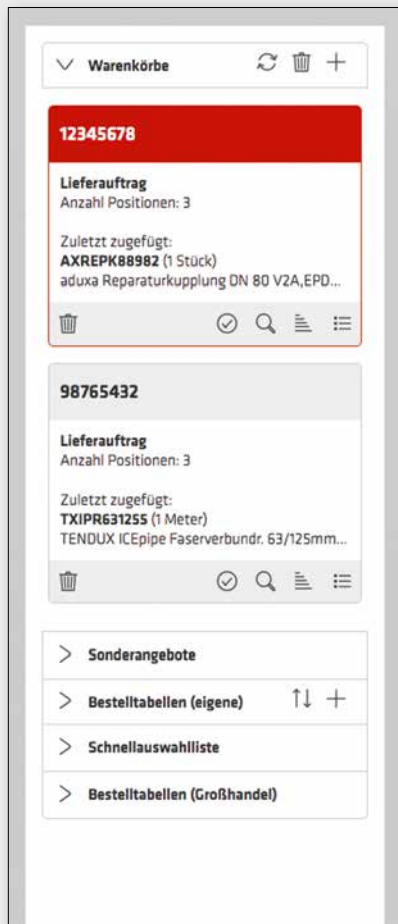 Warenkörbe
12345678
Lieferauftrag
Anzahl Positionen: 3
Zuletzt zugefügt:
AXREPK88982 (1 Stück)
aduxa Reparaturkupplung DN 80 V2A,EPD...
98765432
Lieferauftrag
Anzahl Positionen: 3
Zuletzt zugefügt:
TXIPR631255 (1 Meter)
TENDUX ICEpipe Faserverbundr. 63/125mm...
Sonderangebote
Bestelltabellen (eigene)
Schnellauswahlliste
Bestelltabellen (Großhandel)